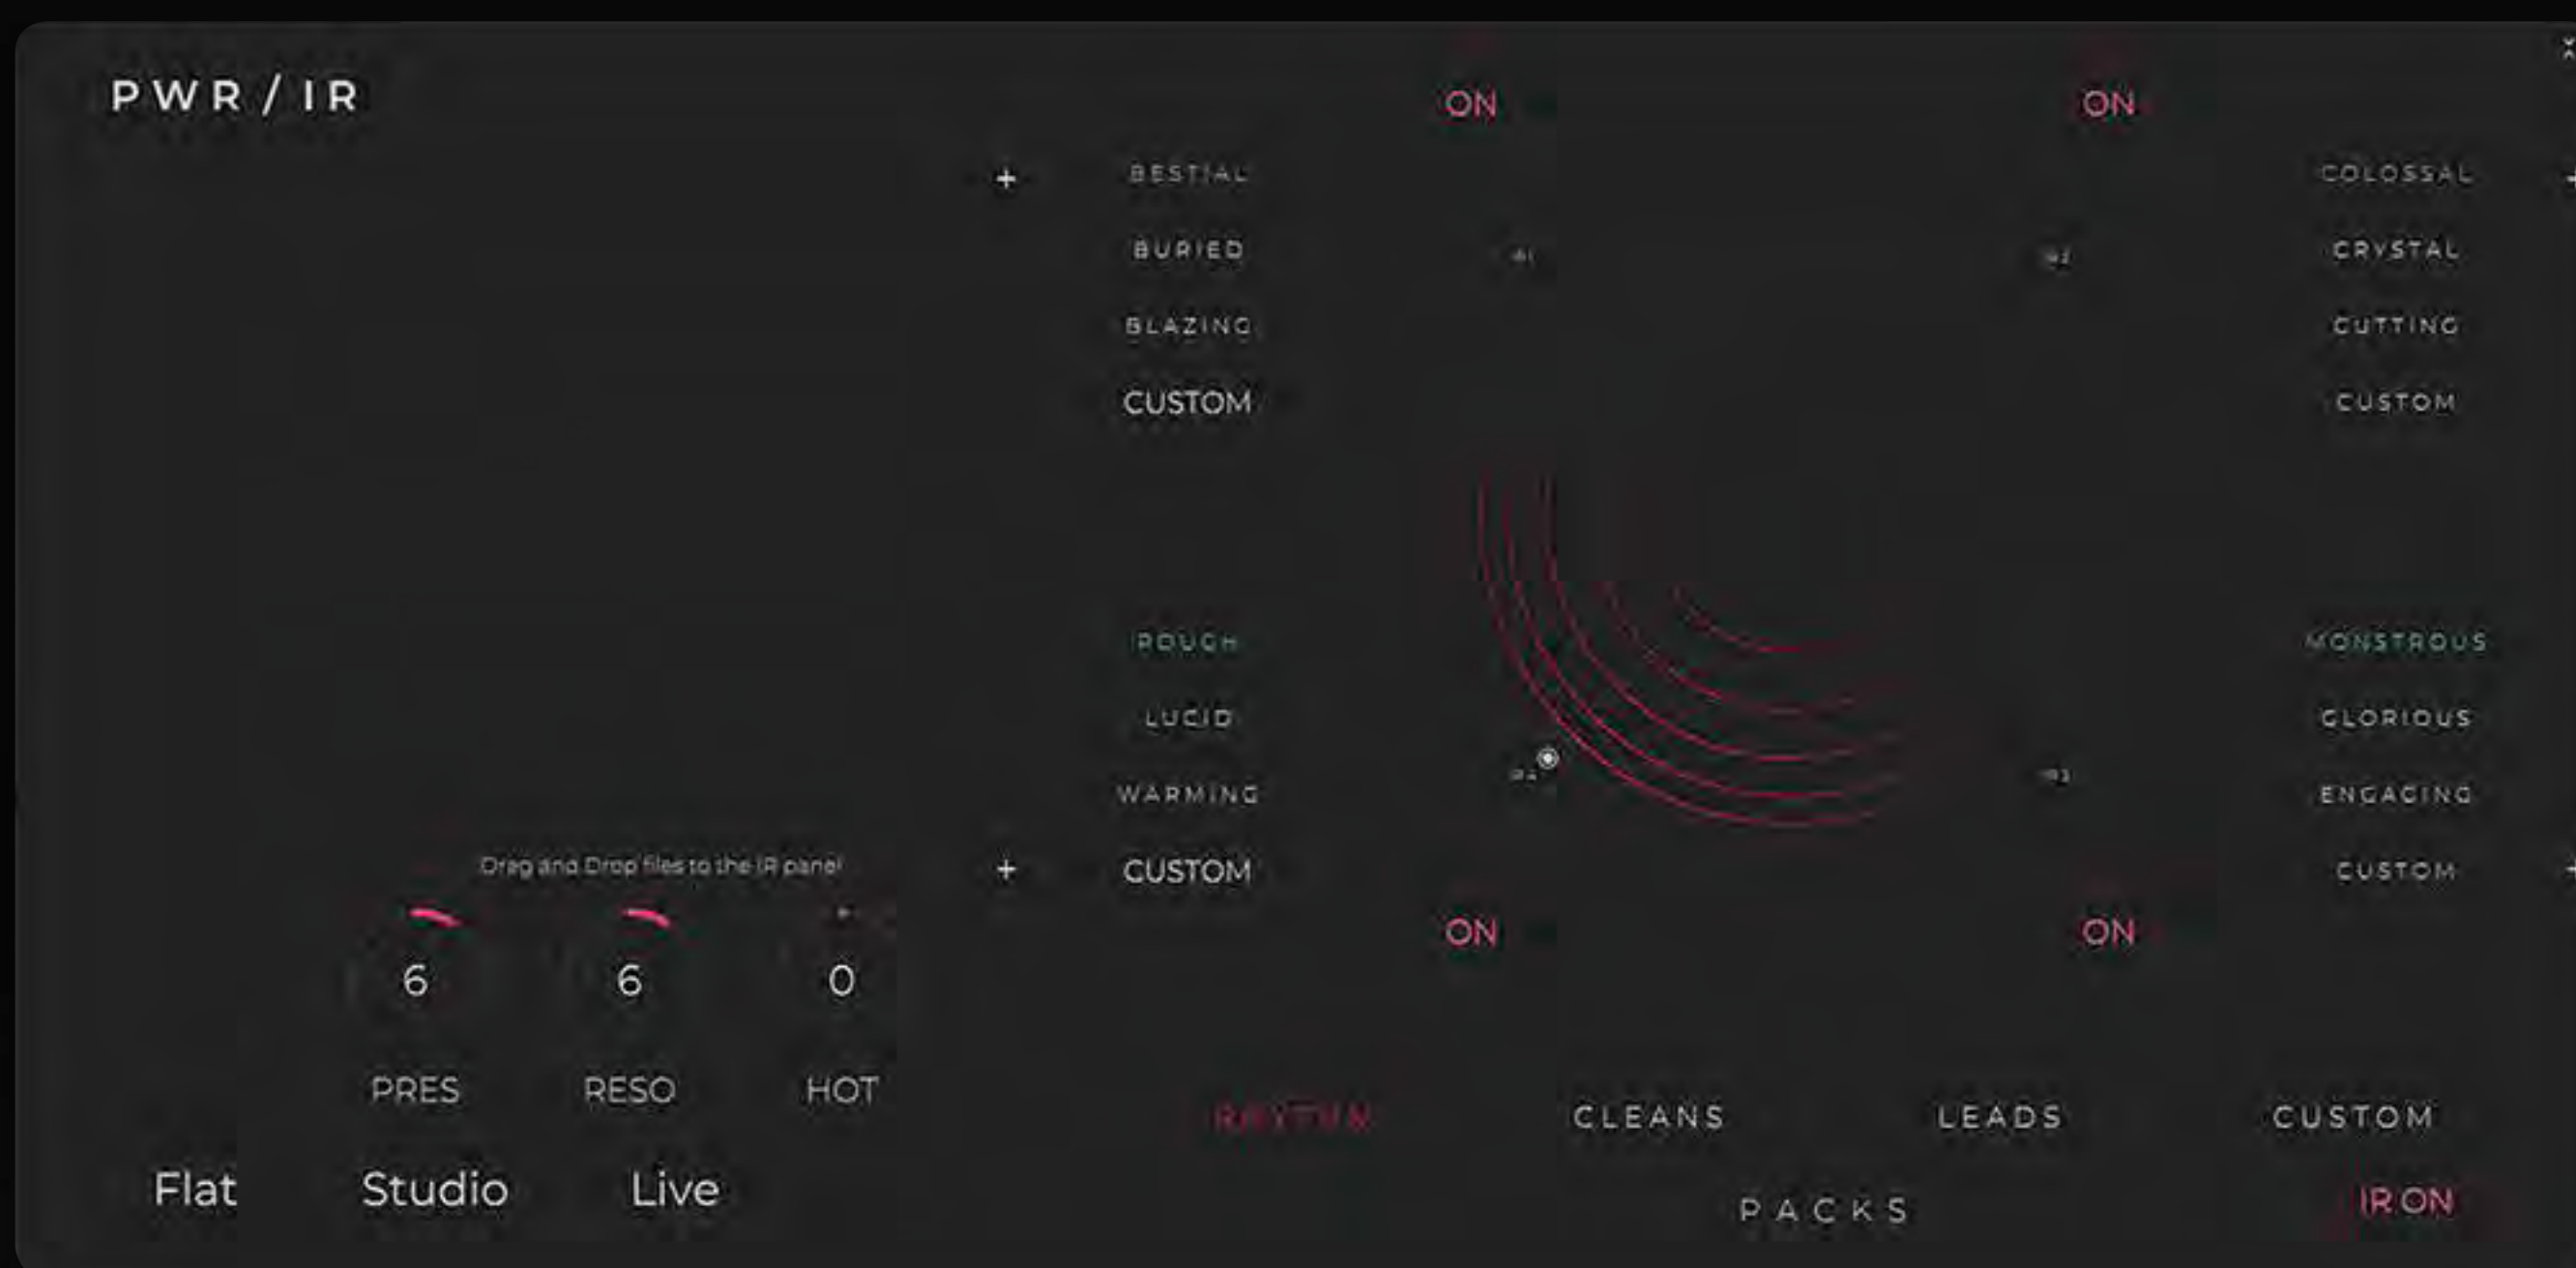 PWR/IR
ON
ON
+
BESTIAL
COLOSSAL
BURIED
CRYSTAL
BLAZING
CUTTING
CUSTOM
CUSTOM
ROUGH
MONSTROUS
LUCID
GLORIOUS
WARMING
ENGAGING
Drag and Drop files to the IR panel
+
CUSTOM
CUSTOM
ON
ON
6
6
0
PRES
RESO
HOT
CLEANS
LEADS
CUSTOM
Flat
Studio
Live
PACKS
IR ON